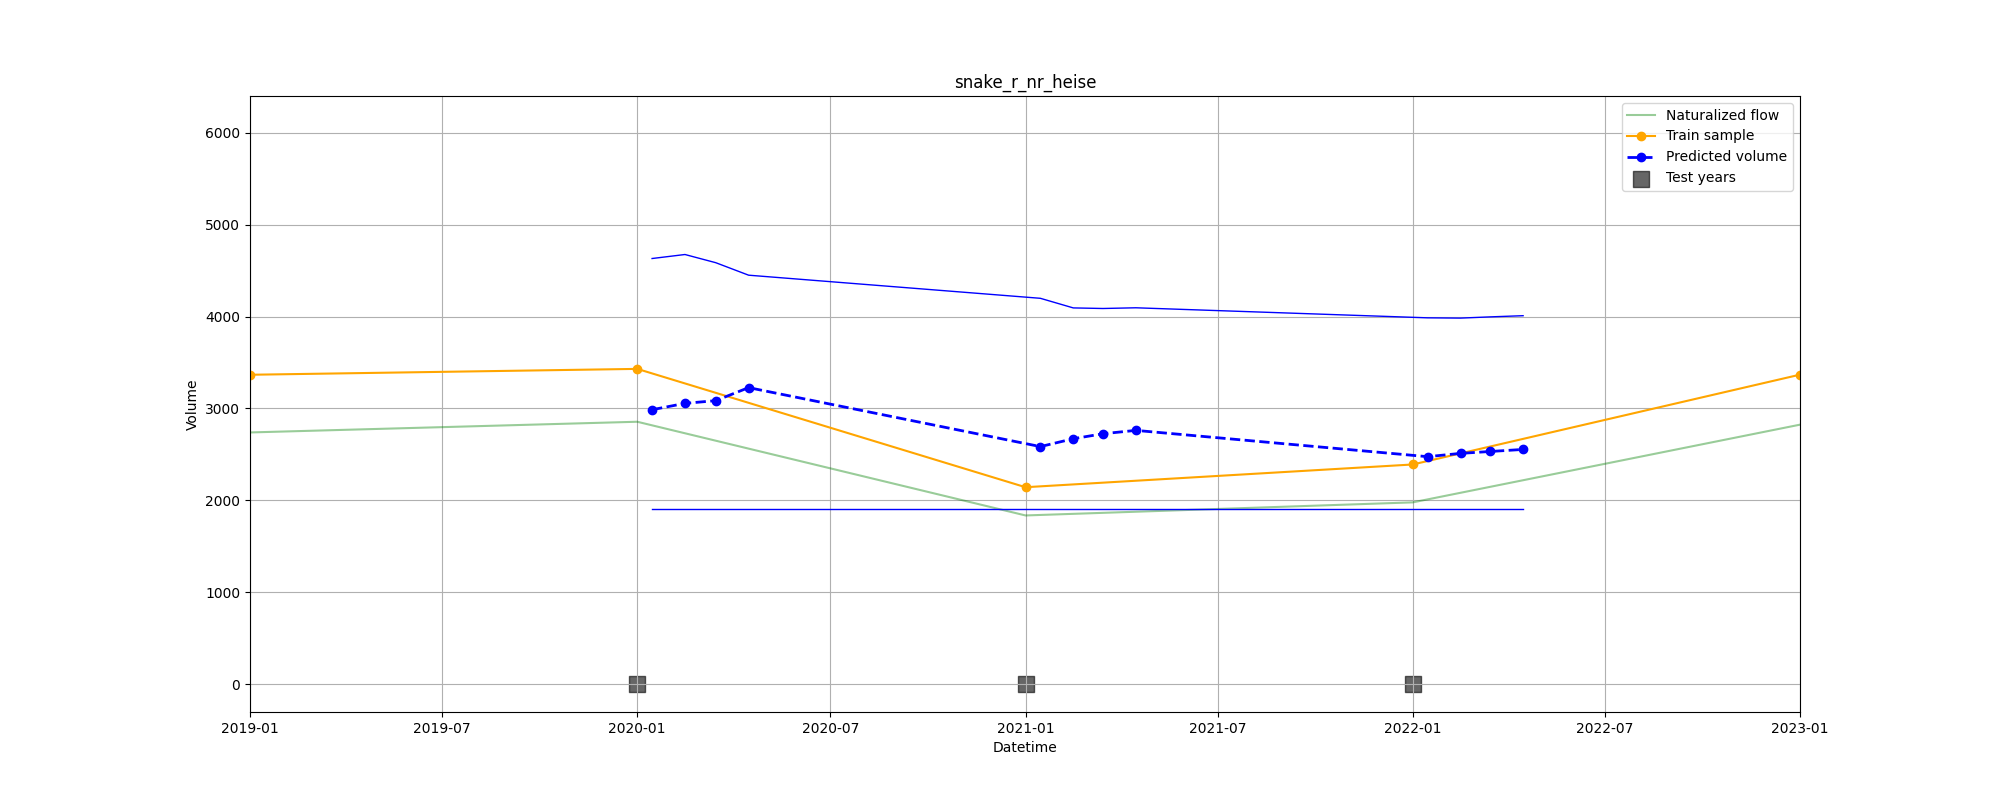 snake_r_nr_heise
6000
5000
4000
3000
2000
1000
0
Volume
Naturalized flow
Train sample
Predicted volume
Test years
2019-01
2019-07
2020-01
2020-07
2021-01
2021-07
2022-01
2022-07
2023-01
Datetime